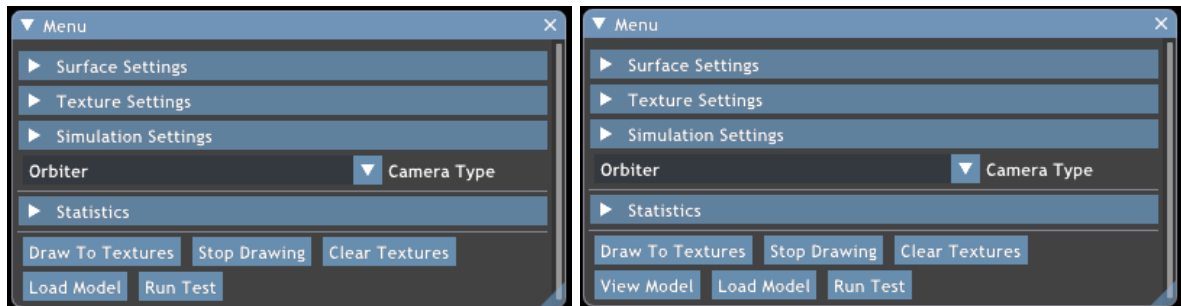 Menu
Surface Settings
Texture Settings
Simulation Settings
Orbiter Camera Type
Statistics
Draw To Textures Stop Drawing Clear Textures
Load Model Run Test
Menu
Surface Settings
Texture Settings
Simulation Settings
Orbiter Camera Type
Statistics
Draw To Textures Stop Drawing Clear Textures
View Model Load Model Run Test